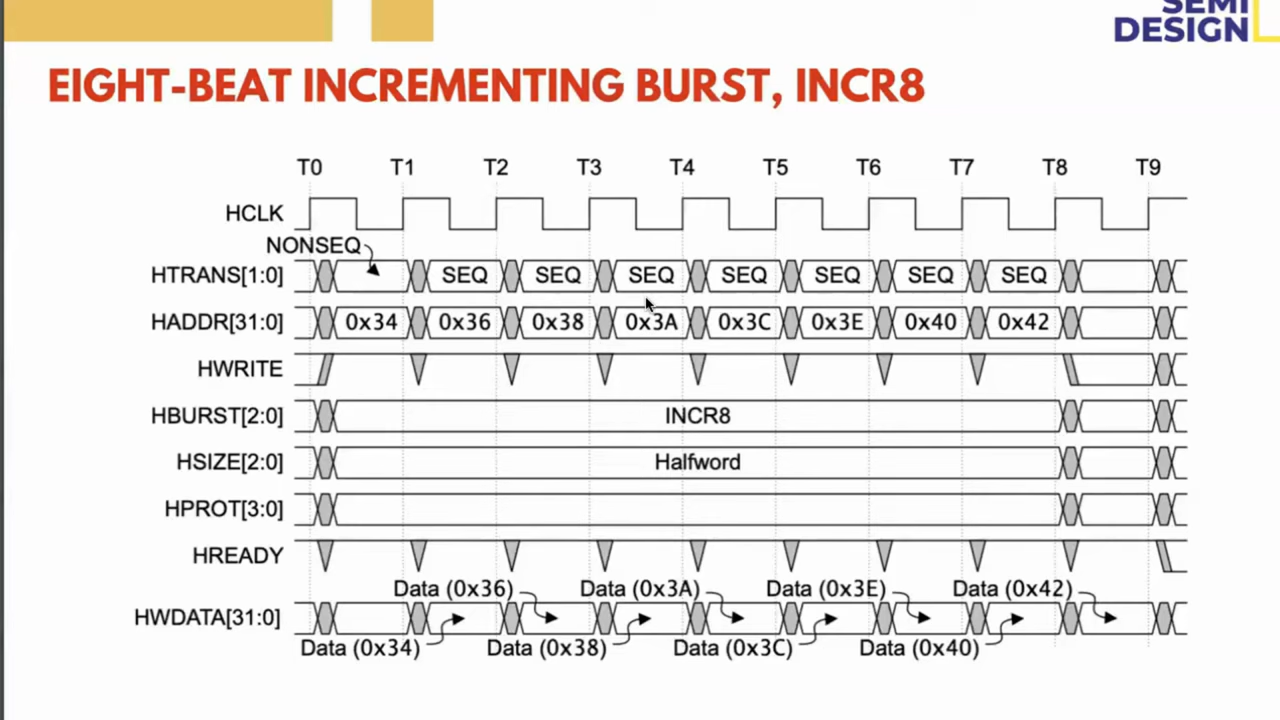 SEMI
DESIGN
EIGHT-BEAT INCREMENTING BURST, INCR8
T0 T1 T2 T3 T4 T5 T6 T7 T8 T9
HCLK
NONSEQ
HTRANS[1:0] SEQ SEQ SEQ SEQ SEQ SEQ SEQ
HADDR[31:0] 0x34 0x36 0x38 0x3A 0x3C 0x3E 0x40 0x42
HWRITE
HBURST[2:0] INCR8
HSIZE[2:0] Halfword
HPROT[3:0]
HREADY
Data (0x36) Data (0x3A) Data (0x3E) Data (0x42)
HWDATA[31:0]
Data (0x34) Data (0x38) Data (0x3C) Data (0x40)